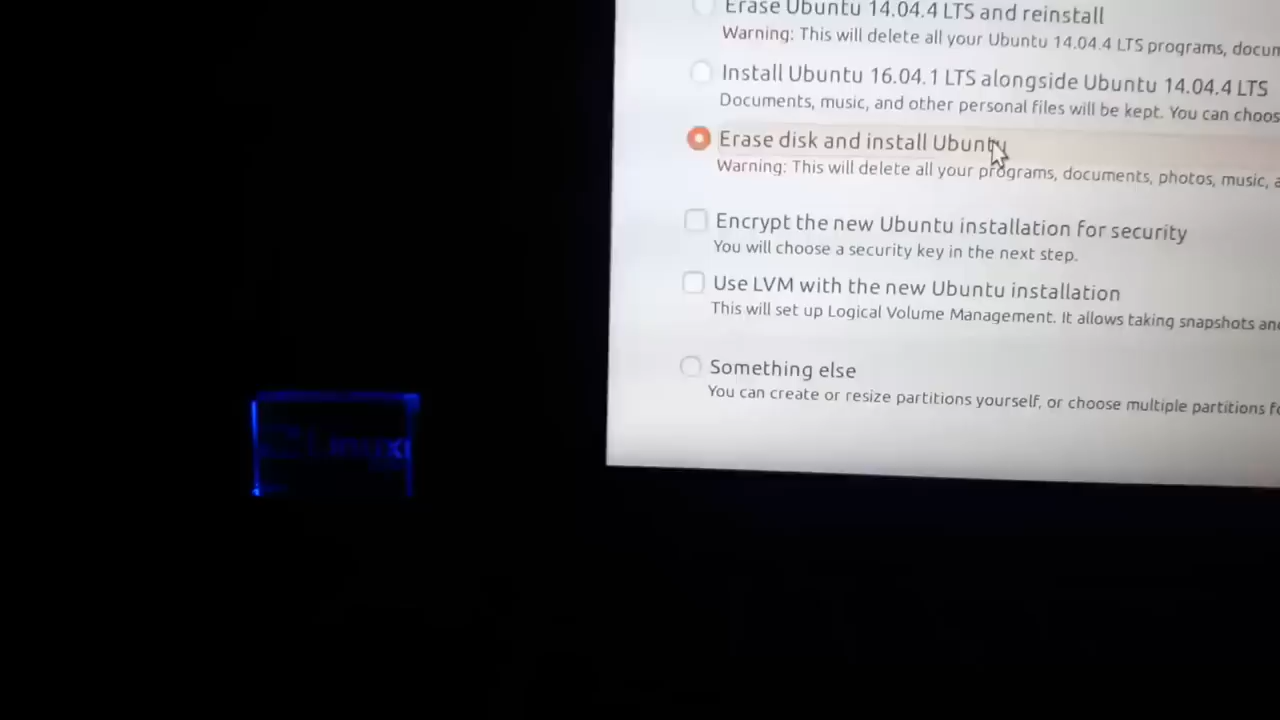 Erase Ubuntu 14.04.4 LTS and reinstall
Warning: This will delete all your Ubuntu 14.04.4 LTS programs, docum
Install Ubuntu 16.04.1 LTS alongside Ubuntu 14.04.4 LTS
Documents, music, and other personal files will be kept. You can choos
Erase disk and install Ubuntu
Warning: This will delete all your programs, documents, photos, music, a
Encrypt the new Ubuntu installation for security
You will choose a security key in the next step.
Use LVM with the new Ubuntu installation
This will set up Logical Volume Management. It allows taking snapshots and
Something else
You can create or resize partitions yourself, or choose multiple partitions fo